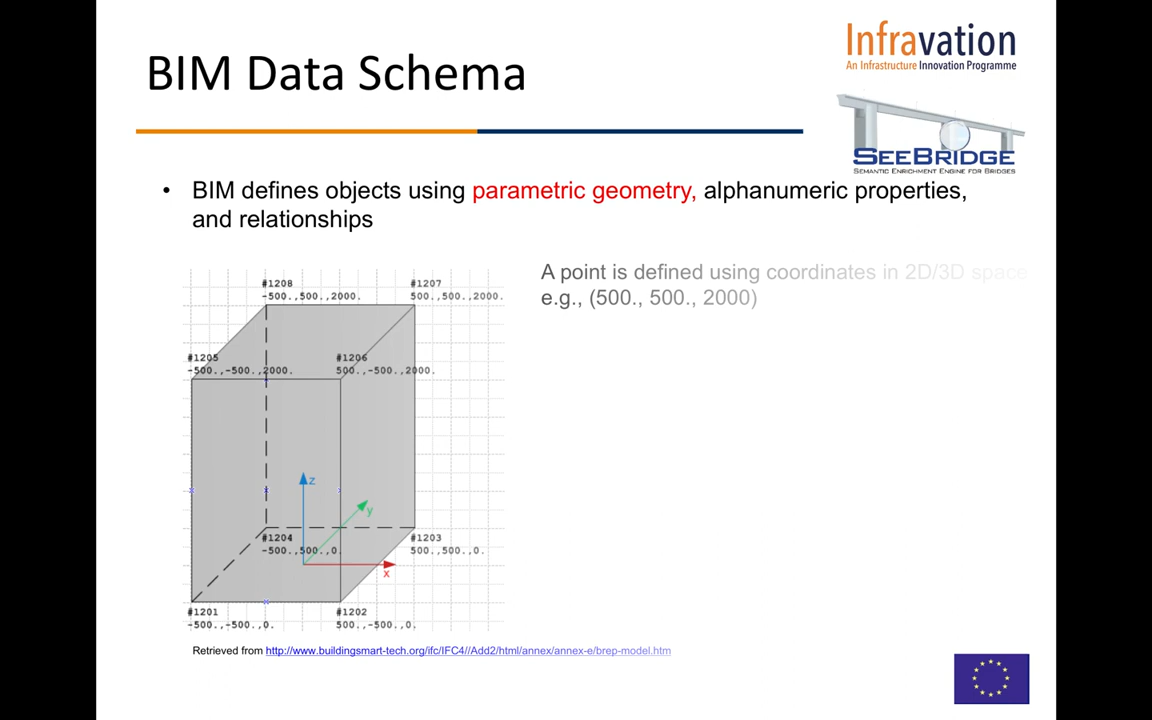 Infravation
An Infrastructure Innovation Programme
BIM Data Schema
SEEBRIDGE
SEMANTIC ENRICHMENT ENGINE FOR BRIDGES
• BIM defines objects using parametric geometry, alphanumeric properties,
and relationships
A point is defined using coordinates in 2D/3D space
e.g., (500., 500., 2000)
#1208
-500.,500.,2000.
#1207
500.,500.,2000.
#1205
-500.,-500.,2000.
#1206
500.,-500.,2000.
z
y
#1204
-500.,500.,0.
#1203
500.,500.,0.
x
#1201
-500.,-500.,0.
#1202
500.,-500.,0.
Retrieved from http://www.buildingsmart-tech.org/ifc/IFC4//Add2/html/annex/annex-e/brep-model.htm